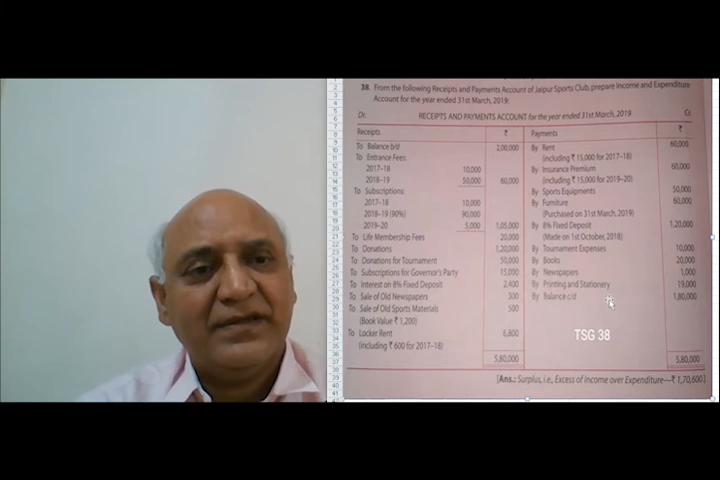 38. From the following Receipts and Payments Account of Jaipur Sports Club, prepare Income and Expenditure
Account for the year ended 31st March, 2019:
Dr. RECEIPTS AND PAYMENTS ACCOUNT for the year ended 31st March, 2019 Cr.
Receipts ₹ Payments ₹
To Balance b/d 2,00,000 By Rent 60,000
To Entrance Fees: (including ₹ 15,000 for 2017–18)
2017–18 10,000 By Insurance Premium 60,000
2018–19 50,000 60,000 (including ₹ 15,000 for 2019–20)
To Subscriptions: By Sports Equipments 50,000
2017–18 10,000 By Furniture 60,000
2018–19 (90%) 90,000 (Purchased on 31st March, 2019)
2019–20 5,000 1,05,000 By 8% Fixed Deposit 1,20,000
To Life Membership Fees 20,000 (Made on 1st October, 2018)
To Donations 1,20,000 By Tournament Expenses 10,000
To Donations for Tournament 50,000 By Books 20,000
To Subscriptions for Governor's Party 15,000 By Newspapers 1,000
To Interest on 8% Fixed Deposit 2,400 By Printing and Stationery 19,000
To Sale of Old Newspapers 300 By Balance c/d 1,80,000
To Sale of Old Sports Materials 500
(Book Value ₹ 1,200)
To Locker Rent 6,800
(including ₹ 600 for 2017–18)
5,80,000 5,80,000
TSG 38
[Ans.: Surplus, i.e., Excess of Income over Expenditure—₹ 1,70,600]